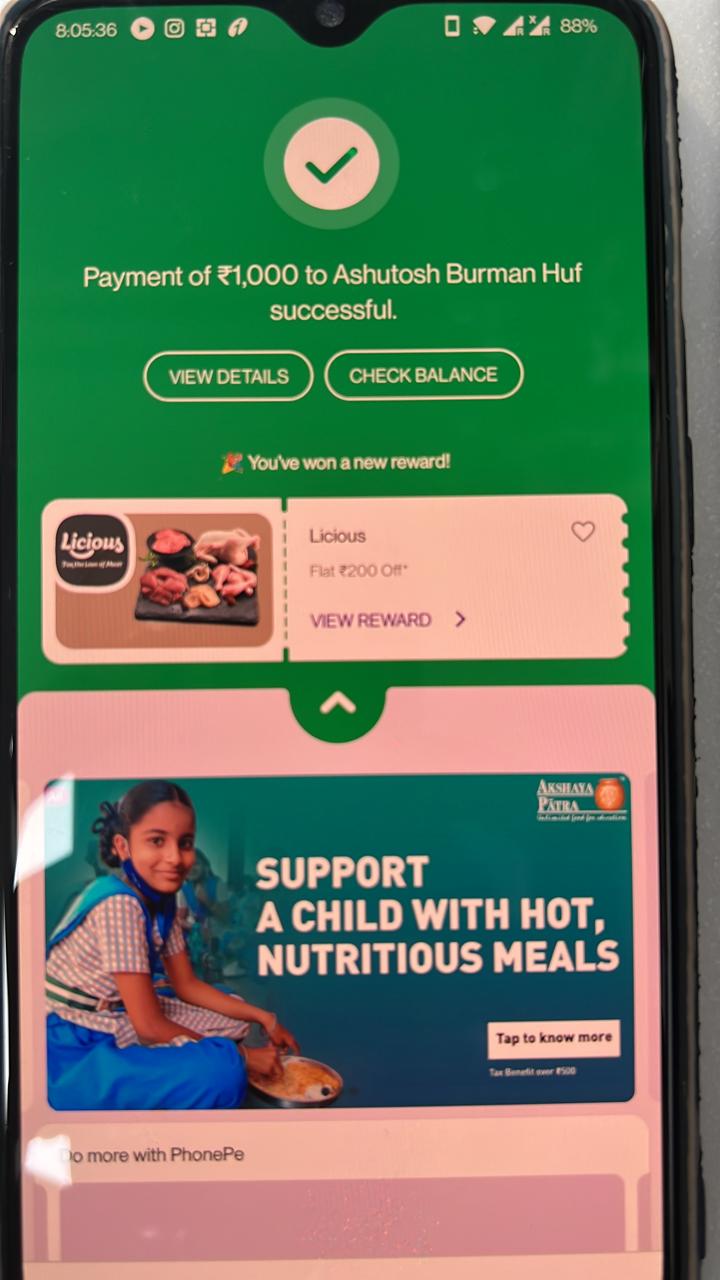 8:05:36
88%
Payment of ₹1,000 to Ashutosh Burman Huf
successful.
VIEW DETAILS
CHECK BALANCE
You've won a new reward!
Licious
For the Love of Meat
Licious
Flat ₹200 Off*
VIEW REWARD
Ad
AKSHAYA
PĀTRA
Unlimited food for education
SUPPORT
A CHILD WITH HOT,
NUTRITIOUS MEALS
Tap to know more
Tax Benefit over ₹500
Do more with PhonePe